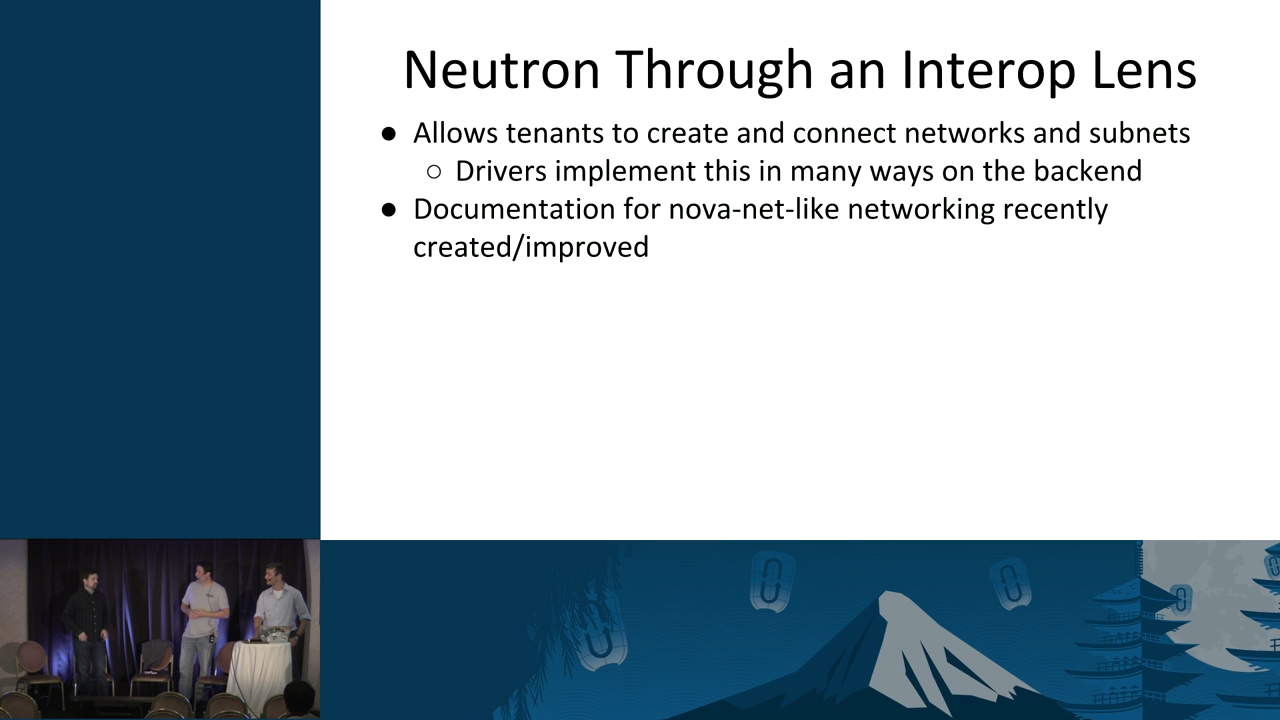 Neutron Through an Interop Lens
● Allows tenants to create and connect networks and subnets
○ Drivers implement this in many ways on the backend
● Documentation for nova-net-like networking recently
created/improved